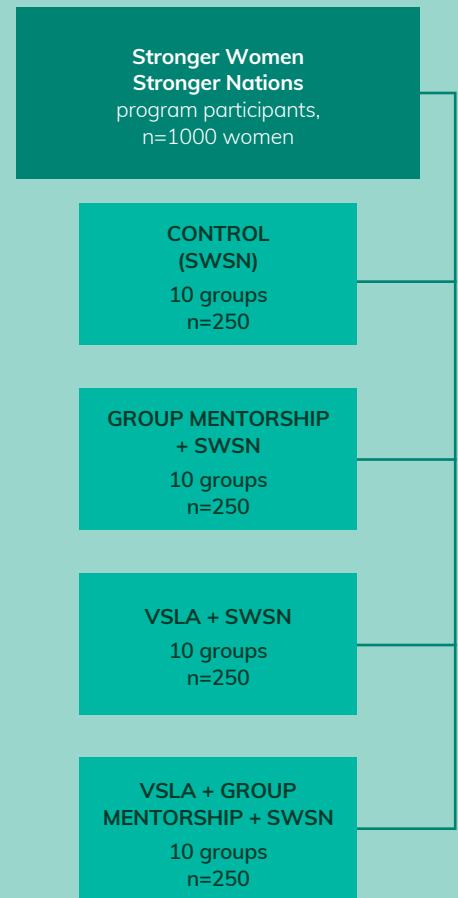 Stronger Women
Stronger Nations
program participants,
n=1000 women
CONTROL
(SWSN)
10 groups
n=250
GROUP MENTORSHIP
+ SWSN
10 groups
n=250
VSLA + SWSN
10 groups
n=250
VSLA + GROUP
MENTORSHIP + SWSN
10 groups
n=250